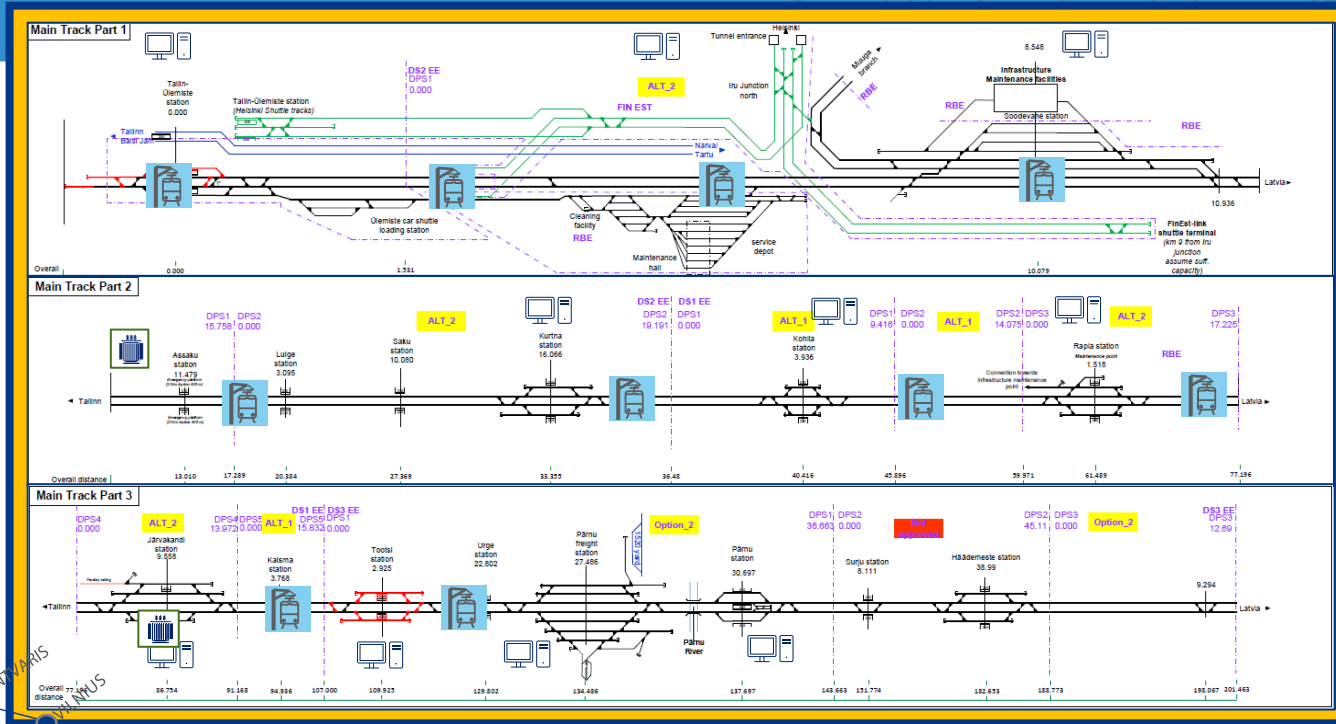 Main Track Part 1
Tallin-
Ülemiste
station
0.000
Tallin-Ülemiste station
(Helsinki Shuttle tracks)
Tallinn
DS2 EE
DPS1
0.000
ALT_2
FIN EST
Tunnel entrance
Helsinki
Iru Junction
north
Muuga
branch
RBE
8.548
Infrastructure
Maintenance facilities
RBE
Soodevahe station
RBE
Narva/
Tartu
Latvia
10.936
Ülemiste car shuttle
loading station
Cleaning
facility
RBE
Maintenance
hall
service
depot
FinEst-link
shuttle terminal
(km 9 from Iru
junction
assume suff.
capacity)
Overall
0.000
1.531
10.079
Main Track Part 2
DPS1 DPS2
15.758 0.000
ALT_2
DS2 EE DS1 EE
DPS2 DPS1
19.191 0.000
ALT_1
DPS1 DPS2
9.416 0.000
ALT_1
DPS2 DPS3
14.075 0.000
ALT_2
DPS3
17.225
Assaku
station
11.479
Luige
station
3.095
Saku
station
10.080
Kurtna
station
16.066
Kohila
station
3.936
Rapla station
Maintenance point
1.518
RBE
Connection towards
infrastructure maintenance
point
Tallinn
Latvia
Overall distance
13.010
17.289
20.384
27.369
33.355
36.48
40.416
45.896
59.971
61.489
77.196
Main Track Part 3
DPS4
0.000
ALT_2
DPS4 DPS5
13.972 0.000
ALT_1
DS1 EE DS3 EE
DPS5 DPS1
15.832 0.000
Option_2
DPS1 DPS2
36.663 0.000
DPS2 DPS3
45.11 0.000
Option_2
DS3 EE
DPS3
12.69
Järvakandi
station
9.558
Kaisma
station
3.768
Tootsi
station
2.925
Urge
station
22.802
Pärnu
freight
station
27.486
1520 yard
Pärnu
station
30.697
Surju station
8.111
Häädemeste station
38.99
9.294
Tallinn
Pärnu
River
Latvia
Overall
distance
86.754
91.168
94.936
107.000
109.925
129.802
134.486
137.697
143.663
151.774
182.653
188.773
198.067
201.463
VILNIUS